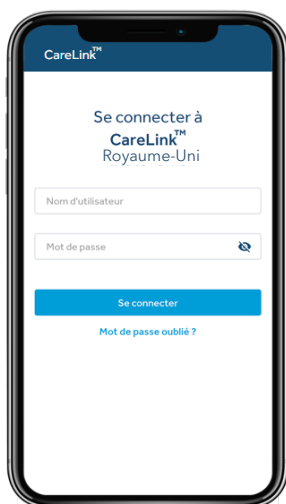 CareLink™
Se connecter à
CareLink™
Royaume-Uni
Nom d'utilisateur
Mot de passe
Se connecter
Mot de passe oublié ?